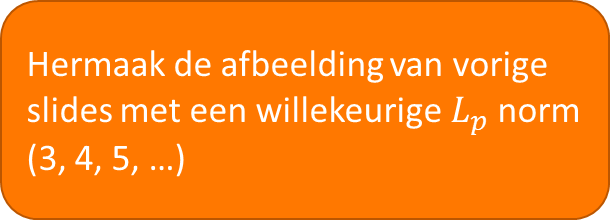 Hermaak de afbeelding van vorige
slides met een willekeurige Lₚ norm
(3, 4, 5, …)